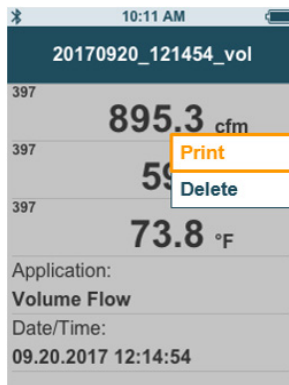 10:11 AM
20170920_121454_vol
397
895.3 cfm
397
Print
Delete
397
73.8 °F
Application:
Volume Flow
Date/Time:
09.20.2017 12:14:54